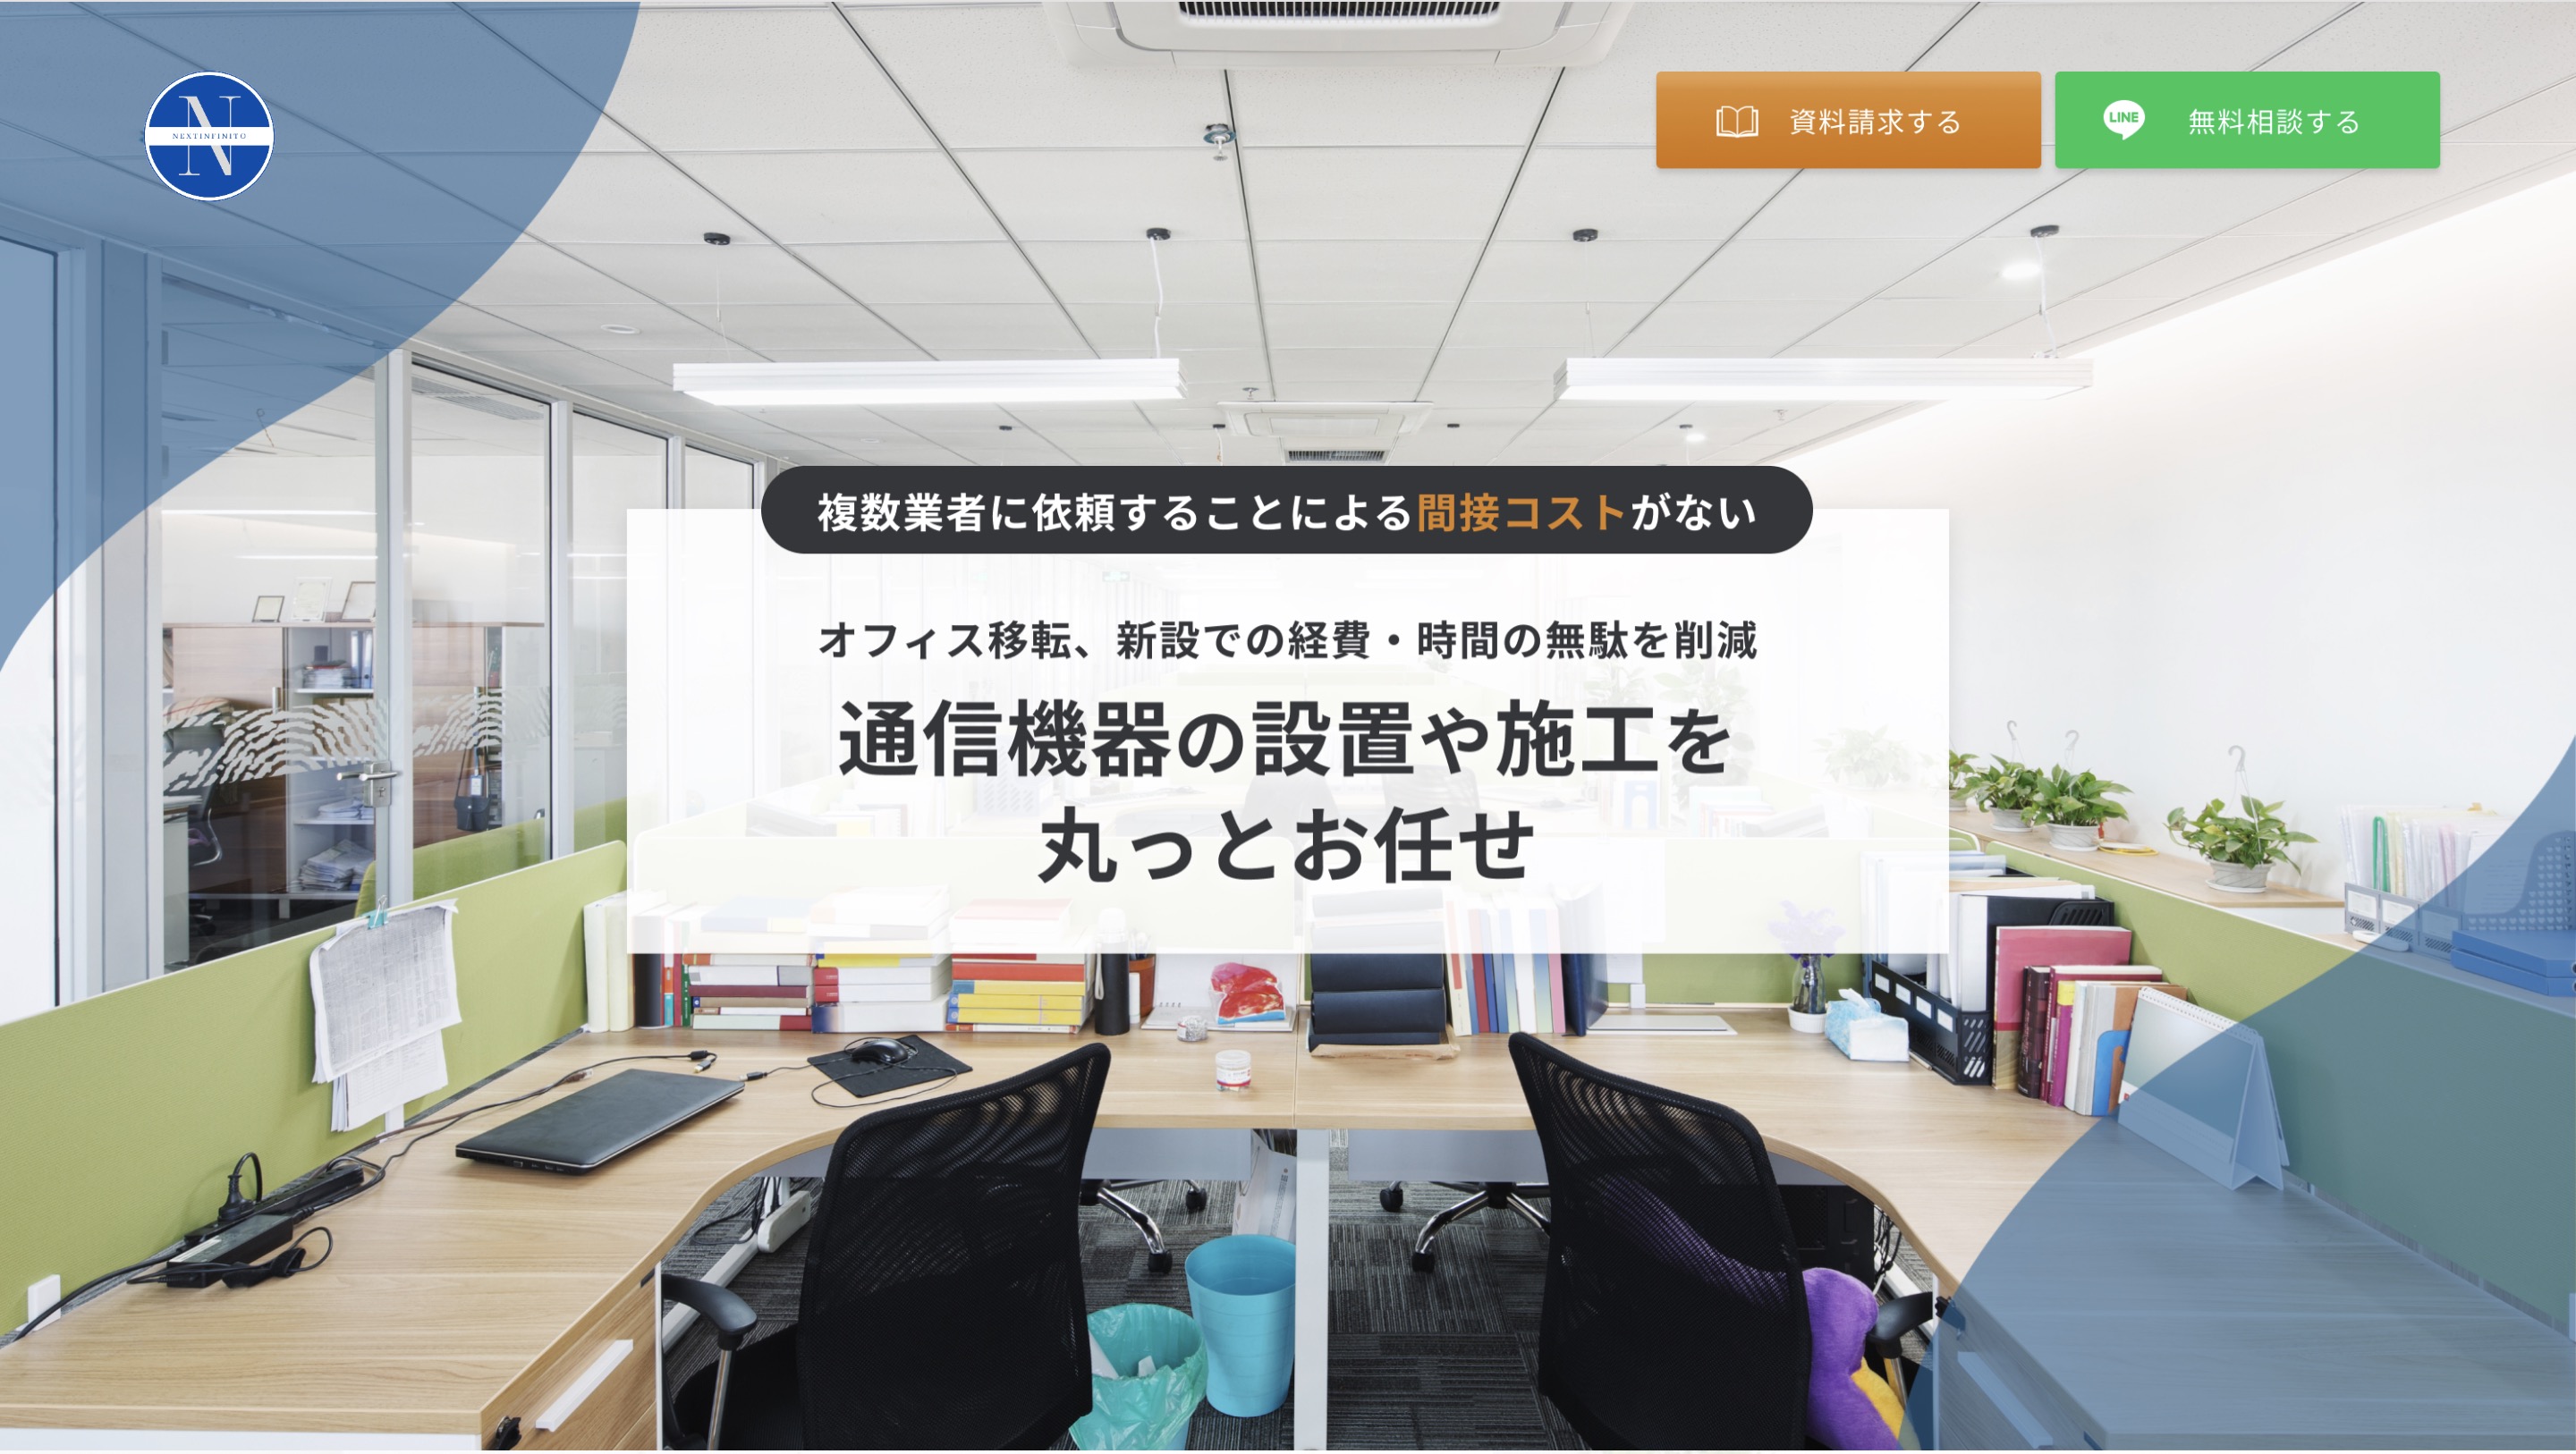 N
NEXTINFINITO
資料請求する
LINE
無料相談する
複数業者に依頼することによる間接コストがない
オフィス移転、新設での経費・時間の無駄を削減
通信機器の設置や施工を
丸っとお任せ